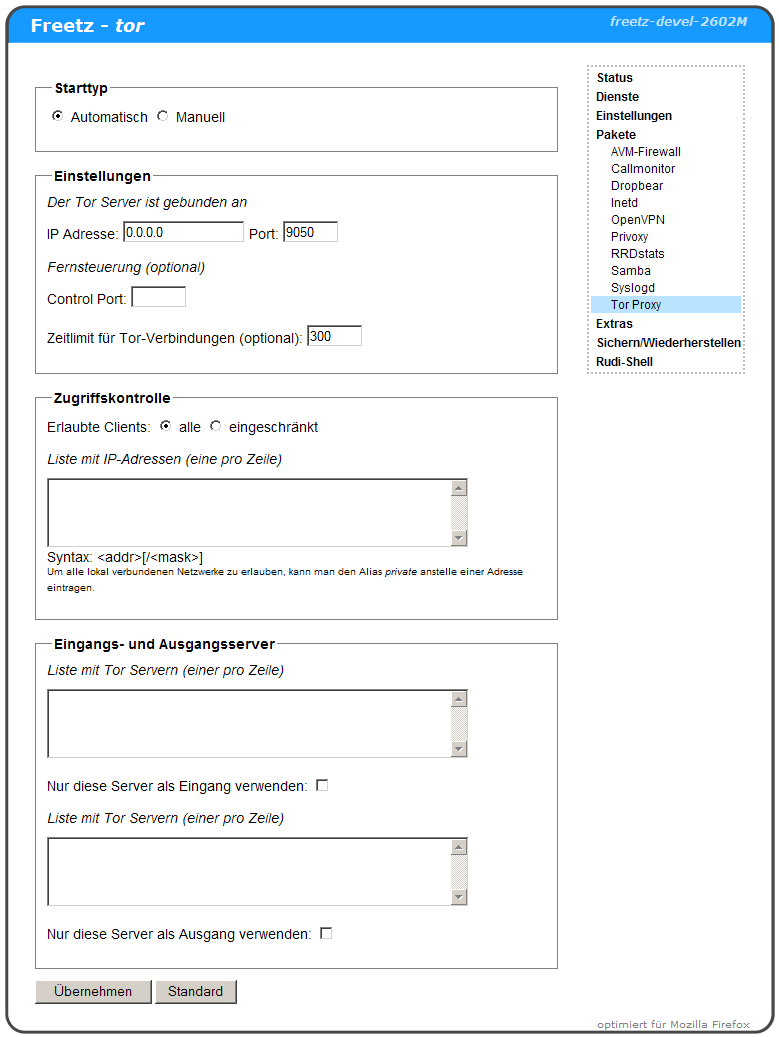 Freetz - tor
freetz-devel-2602M
Starttyp
Automatisch Manuell
Einstellungen
Der Tor Server ist gebunden an
IP Adresse: 0.0.0.0 Port: 9050
Fernsteuerung (optional)
Control Port:
Zeitlimit für Tor-Verbindungen (optional): 300
Zugriffskontrolle
Erlaubte Clients: alle eingeschränkt
Liste mit IP-Adressen (eine pro Zeile)
Syntax: <addr>[/<mask>]
Um alle lokal verbundenen Netzwerke zu erlauben, kann man den Alias private anstelle einer Adresse
eintragen.
Eingangs- und Ausgangsserver
Liste mit Tor Servern (einer pro Zeile)
Nur diese Server als Eingang verwenden:
Liste mit Tor Servern (einer pro Zeile)
Nur diese Server als Ausgang verwenden:
Übernehmen Standard
Status
Dienste
Einstellungen
Pakete
AVM-Firewall
Callmonitor
Dropbear
Inetd
OpenVPN
Privoxy
RRDstats
Samba
Syslogd
Tor Proxy
Extras
Sichern/Wiederherstellen
Rudi-Shell
optimiert für Mozilla Firefox